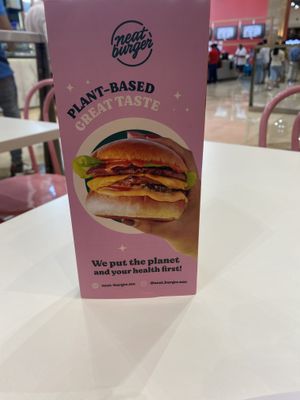 neat
burger
PLANT-BASED
GREAT TASTE
We put the planet
and your health first!